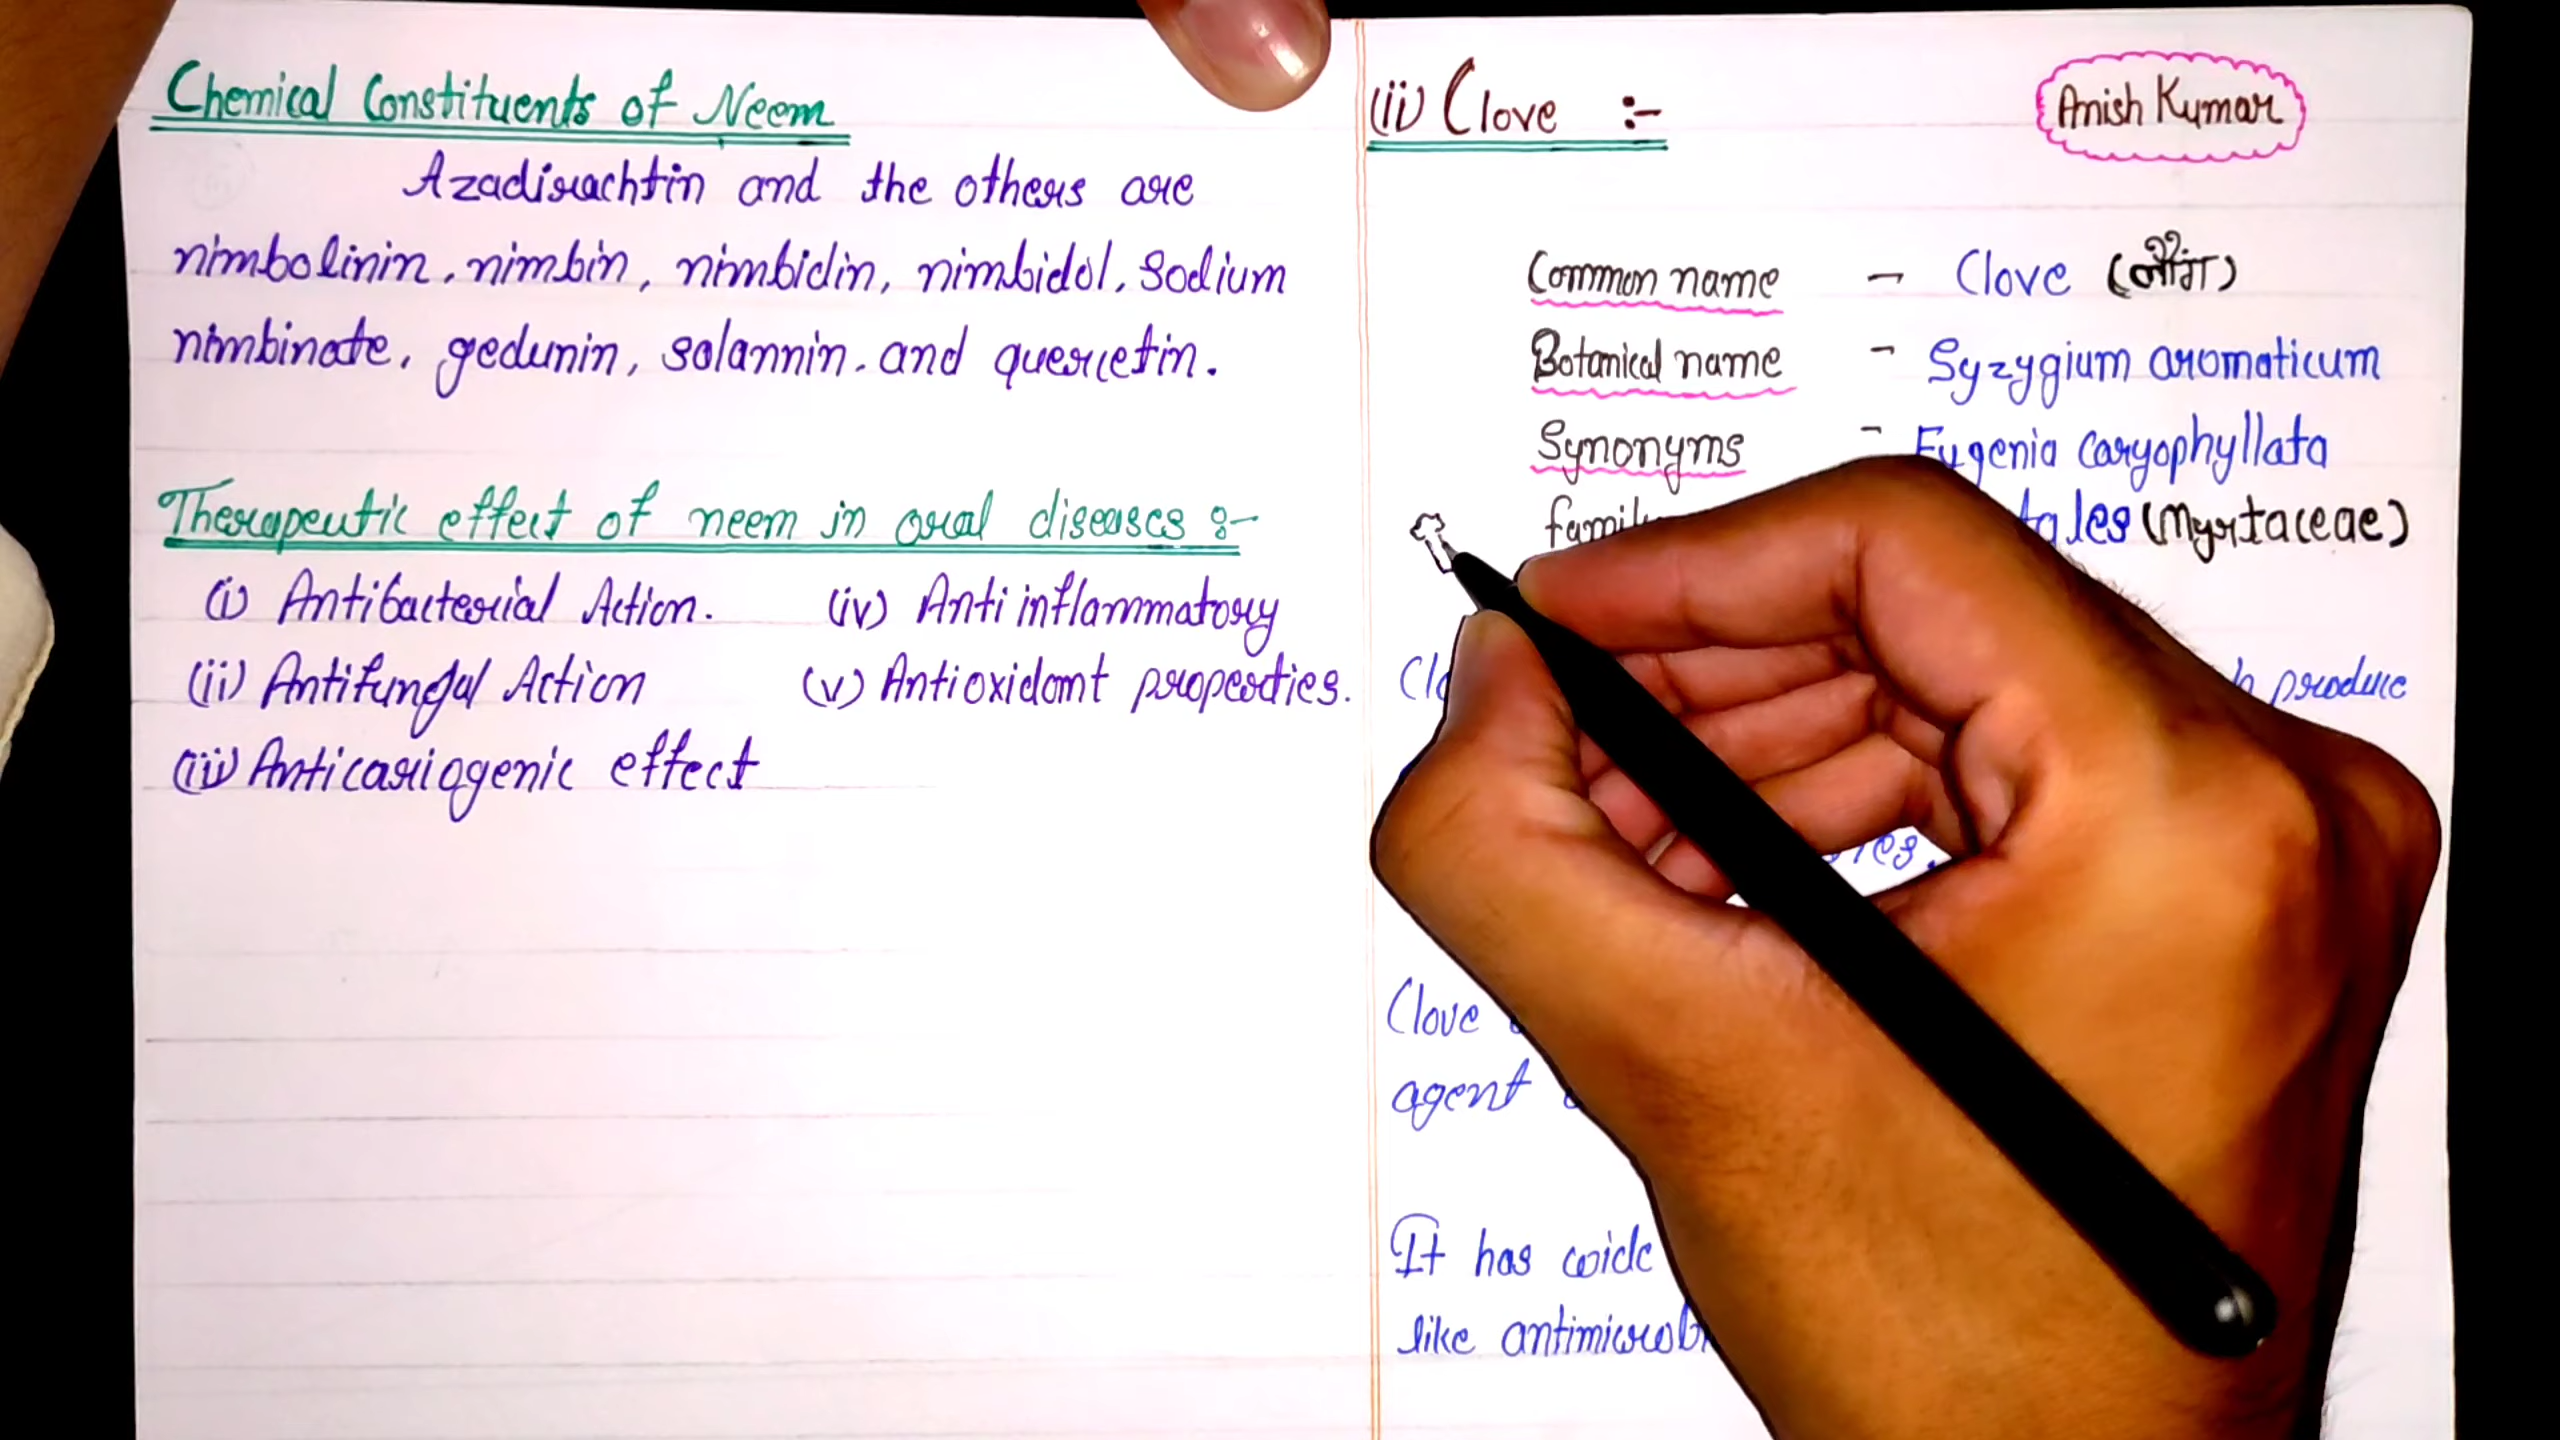 Chemical Constituents of Neem
Azadirachtin and the others are
nimbolinin, nimbin, nimbidin, nimbidol, Sodium
nimbinate, gedunin, salannin. and quercetin.
Therapeutic effect of neem in oral diseases :-
(i) Antibacterial Action.
(ii) Antifungal Action
(iii) Anticariogenic effect
(iv) Anti inflammatory
(v) Antioxidant properties.
(ii) Clove :-
Anish Kumar
Common name - Clove (लौंग)
Botanical name - Syzygium aromaticum
Synonyms - Eugenia caryophyllata
(Myrtaceae)
produce
Clove
agent
It has wide
like